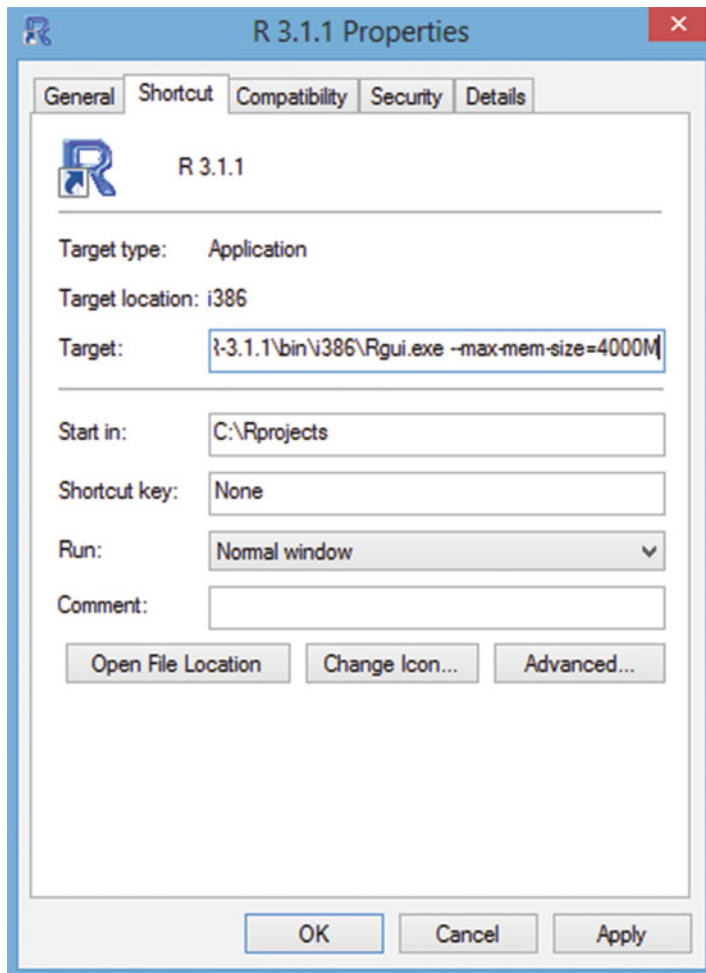 R 3.1.1 Properties
General Shortcut Compatibility Security Details
R 3.1.1
Target type: Application
Target location: i386
Target: R-3.1.1\bin\i386\Rgui.exe --max-mem-size=4000M
Start in: C:\Rprojects
Shortcut key: None
Run: Normal window
Comment:
Open File Location Change Icon... Advanced...
OK Cancel Apply